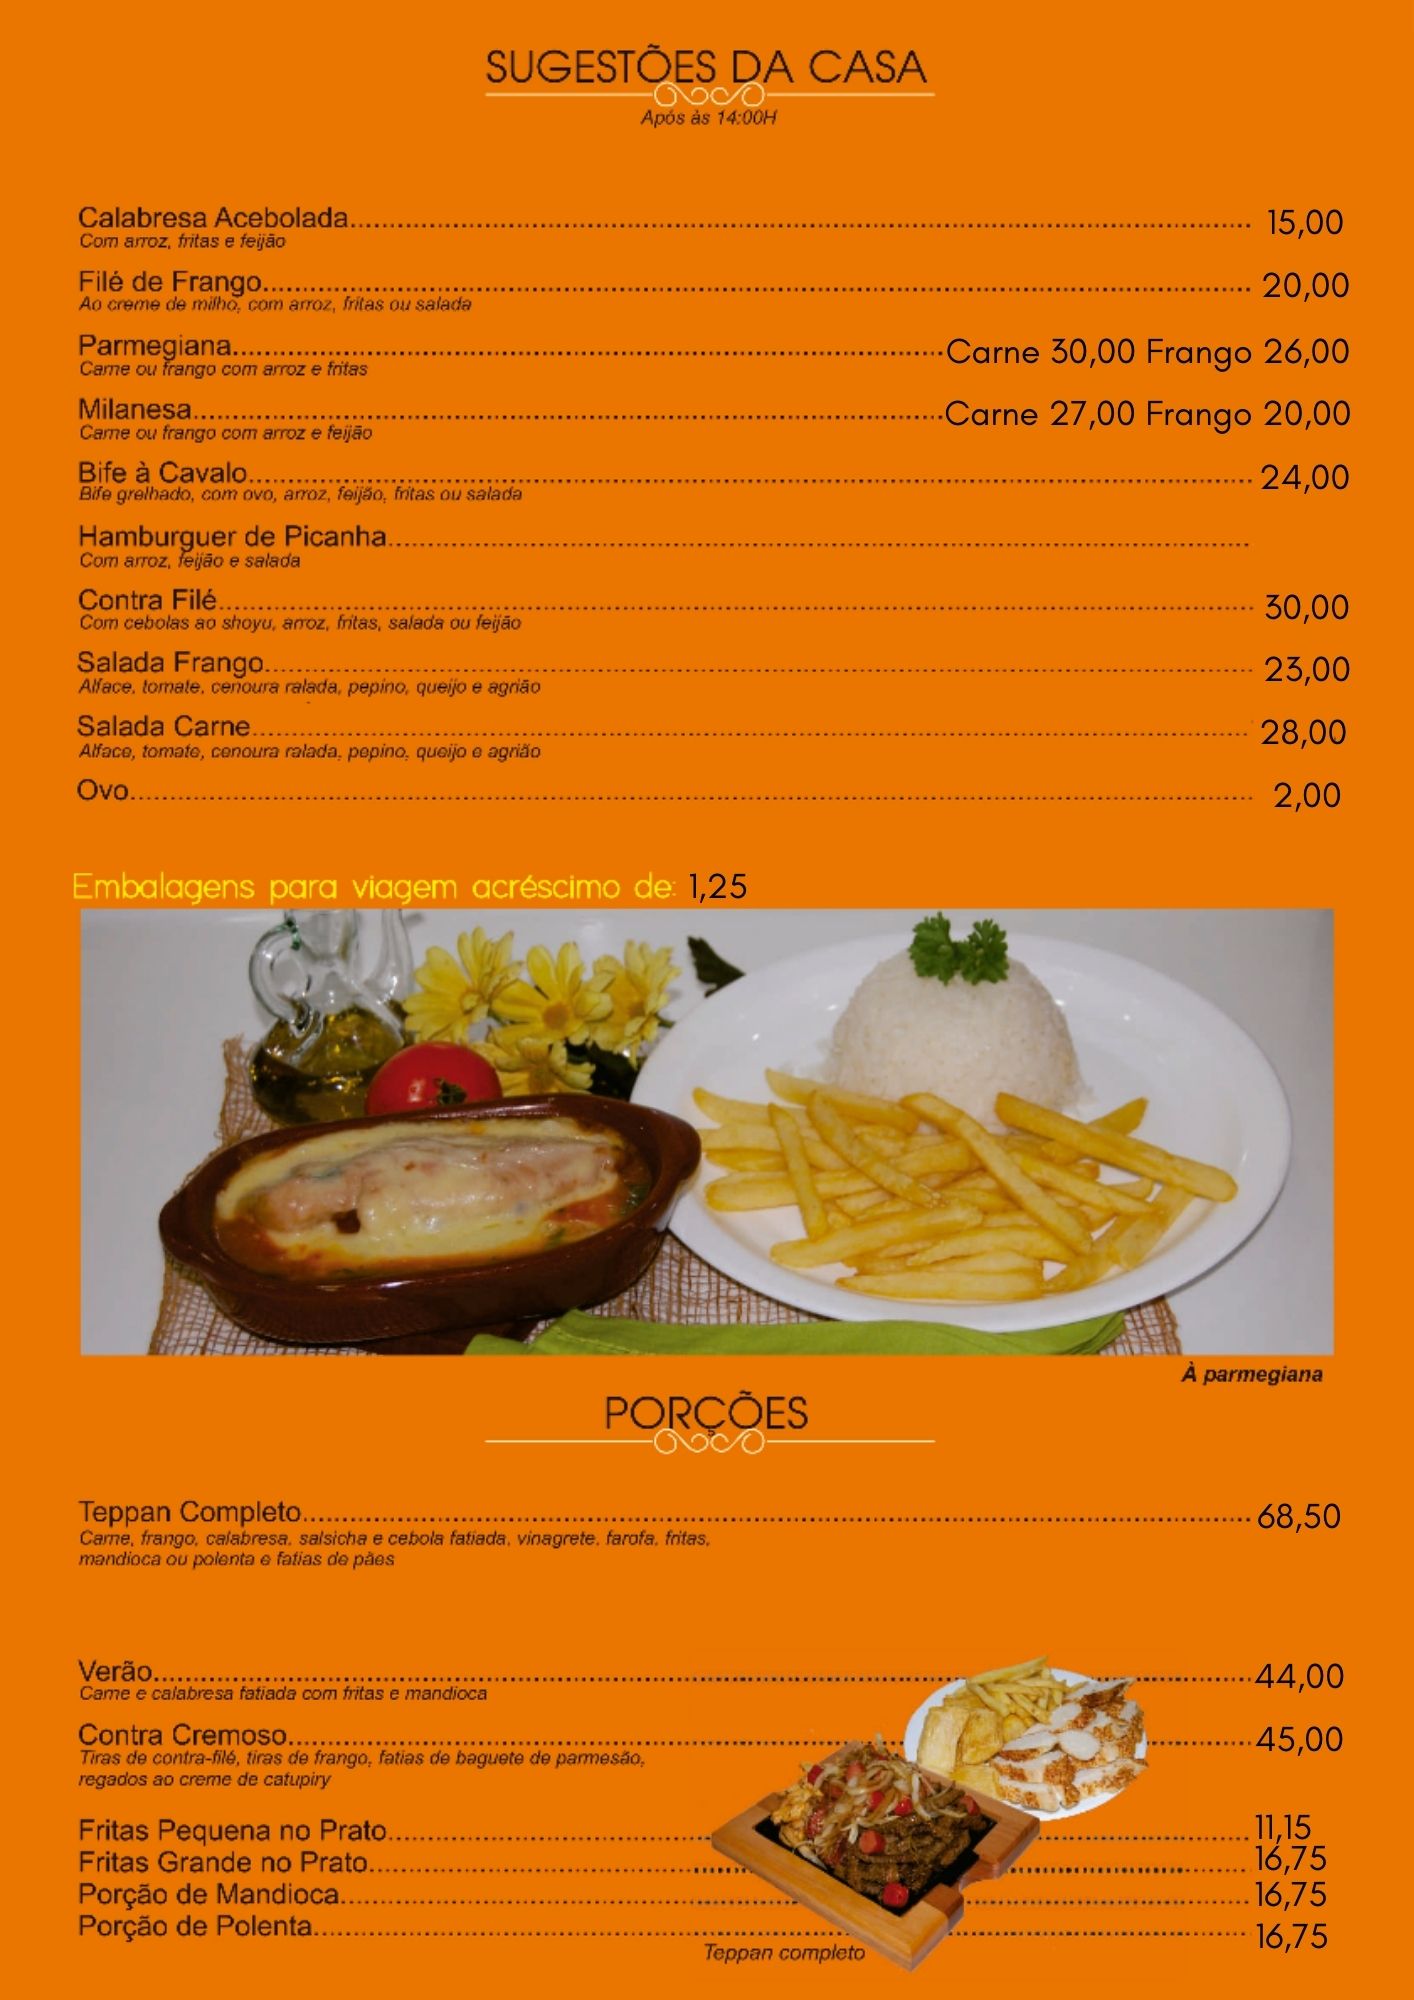 SUGESTÕES DA CASA
Após às 14:00H
Calabresa Acebolada 15,00
Com arroz, fritas e feijão
Filé de Frango 20,00
Ao creme de milho, com arroz, fritas ou salada
Parmegiana Carne 30,00 Frango 26,00
Carne ou frango com arroz e fritas
Milanesa Carne 27,00 Frango 20,00
Carne ou frango com arroz e feijão
Bife à Cavalo 24,00
Bife grelhado, com ovo, arroz, feijão, fritas ou salada
Hamburguer de Picanha
Com arroz, feijão e salada
Contra Filé 30,00
Com cebolas ao shoyu, arroz, fritas, salada ou feijão
Salada Frango 23,00
Alface, tomate, cenoura ralada, pepino, queijo e agrião
Salada Carne 28,00
Alface, tomate, cenoura ralada, pepino, queijo e agrião
Ovo 2,00
Embalagens para viagem acréscimo de: 1,25
À parmegiana
PORÇÕES
Teppan Completo 68,50
Carne, frango, calabresa, salsicha e cebola fatiada, vinagrete, farofa, fritas,
mandioca ou polenta e fatias de pães
Verão 44,00
Carne e calabresa fatiada com fritas e mandioca
Contra Cremoso 45,00
Tiras de contra-filé, tiras de frango, fatias de baguete de parmesão,
regados ao creme de catupiry
Fritas Pequena no Prato 11,15
Fritas Grande no Prato 16,75
Porção de Mandioca 16,75
Porção de Polenta 16,75
Teppan completo